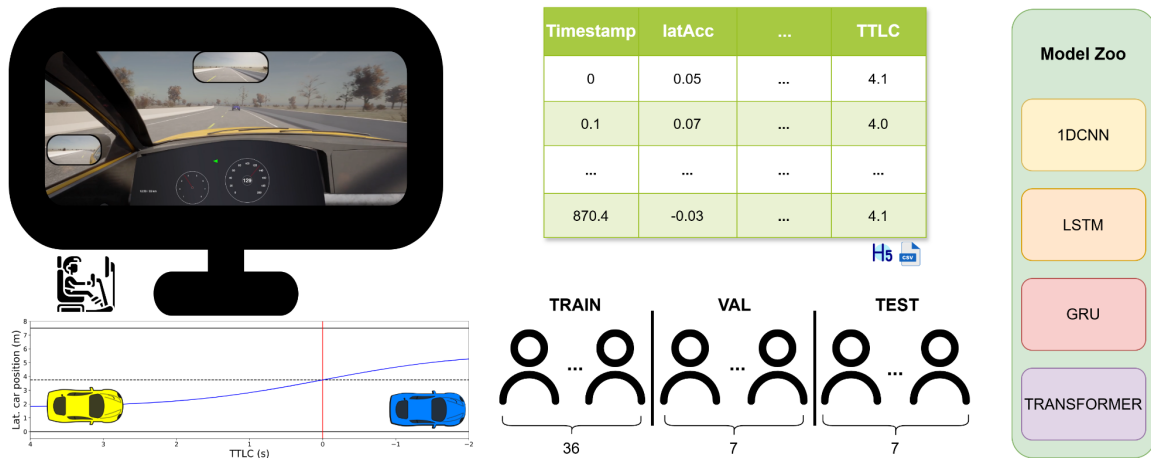 129
Timestamp latAcc ... TTLC
0 0.05 ... 4.1
0.1 0.07 ... 4.0
... ... ... ...
870.4 -0.03 ... 4.1
H5 CSV
Model Zoo
1DCNN
LSTM
GRU
TRANSFORMER
8
7
6
5
4
3
2
1
0
Lat. car position (m)
4 3 2 1 0 -1 -2
TTLC (s)
TRAIN VAL TEST
... ... ...
36 7 7